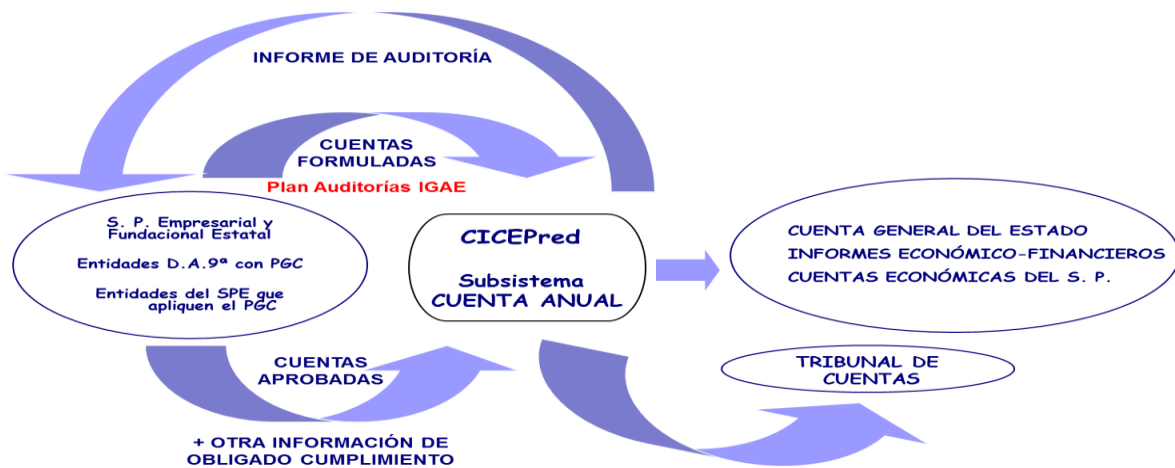 INFORME DE AUDITORÍA
CUENTAS
FORMULADAS
Plan Auditorías IGAE
S. P. Empresarial y
Fundacional Estatal
Entidades D.A.9ª con PGC
Entidades del SPE que
apliquen el PGC
CICEPred
Subsistema
CUENTA ANUAL
CUENTA GENERAL DEL ESTADO
INFORMES ECONÓMICO-FINANCIEROS
CUENTAS ECONÓMICAS DEL S. P.
TRIBUNAL DE
CUENTAS
CUENTAS
APROBADAS
+ OTRA INFORMACIÓN DE
OBLIGADO CUMPLIMIENTO